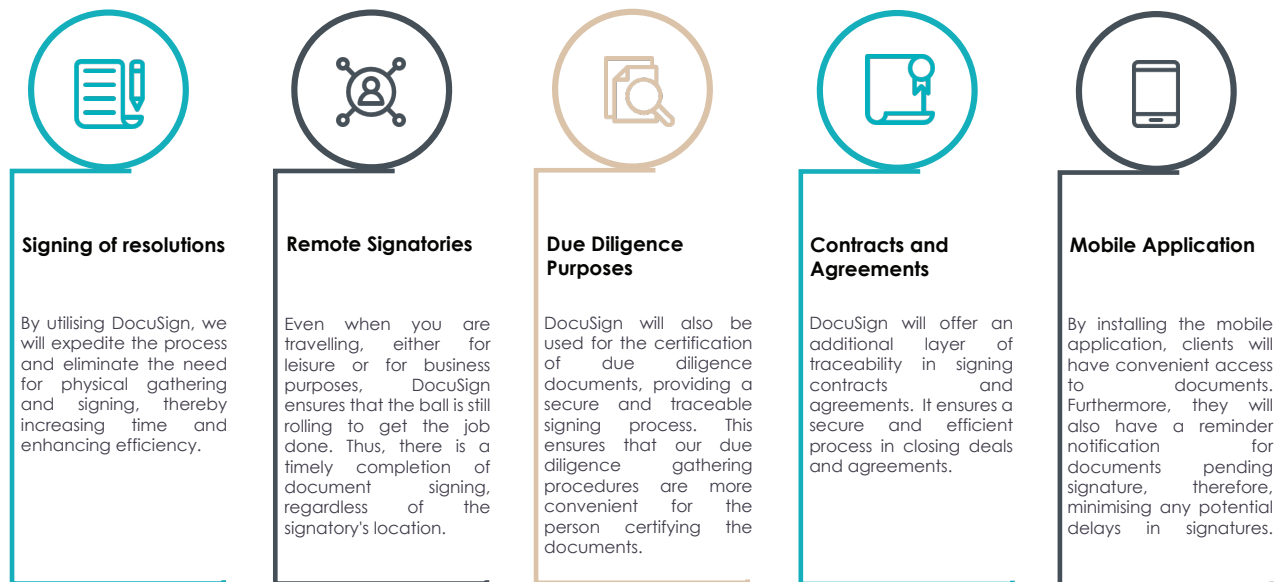 Signing of resolutions
By utilising DocuSign, we
will expedite the process
and eliminate the need
for physical gathering
and signing, thereby
increasing time and
enhancing efficiency.
Remote Signatories
Even when you are
travelling, either for
leisure or for business
purposes, DocuSign
ensures that the ball is still
rolling to get the job
done. Thus, there is a
timely completion of
document signing,
regardless of the
signatory's location.
Due Diligence
Purposes
DocuSign will also be
used for the certification
of due diligence
documents, providing a
secure and traceable
signing process. This
ensures that our due
diligence gathering
procedures are more
convenient for the
person certifying the
documents.
Contracts and
Agreements
DocuSign will offer an
additional layer of
traceability in signing
contracts and
agreements. It ensures a
secure and efficient
process in closing deals
and agreements.
Mobile Application
By installing the mobile
application, clients will
have convenient access
to documents.
Furthermore, they will
also have a reminder
notification for
documents pending
signature, therefore,
minimising any potential
delays in signatures.